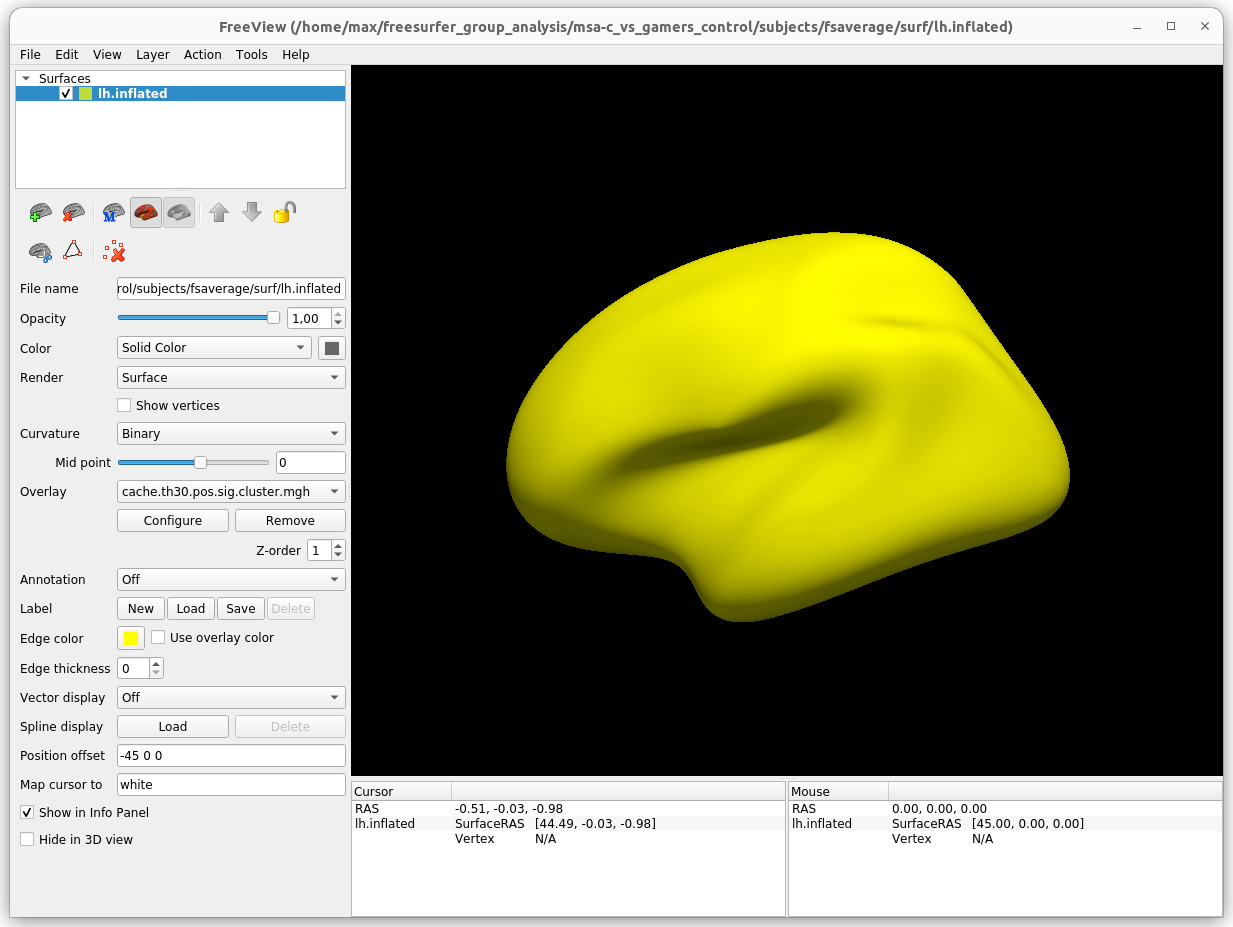 FreeView (/home/max/freesurfer_group_analysis/msa-c_vs_gamers_control/subjects/fsaverage/surf/lh.inflated)
File Edit View Layer Action Tools Help
Surfaces
lh.inflated
File name rol/subjects/fsaverage/surf/lh.inflated
Opacity 1,00
Color Solid Color
Render Surface
Show vertices
Curvature Binary
Mid point 0
Overlay cache.th30.pos.sig.cluster.mgh
Configure Remove
Z-order 1
Annotation Off
Label New Load Save Delete
Edge color Use overlay color
Edge thickness 0
Vector display Off
Spline display Load Delete
Position offset -45 0 0
Map cursor to white
Show in Info Panel
Hide in 3D view
Cursor
RAS -0.51, -0.03, -0.98
lh.inflated SurfaceRAS [44.49, -0.03, -0.98]
Vertex N/A
Mouse
RAS 0.00, 0.00, 0.00
lh.inflated SurfaceRAS [45.00, 0.00, 0.00]
Vertex N/A